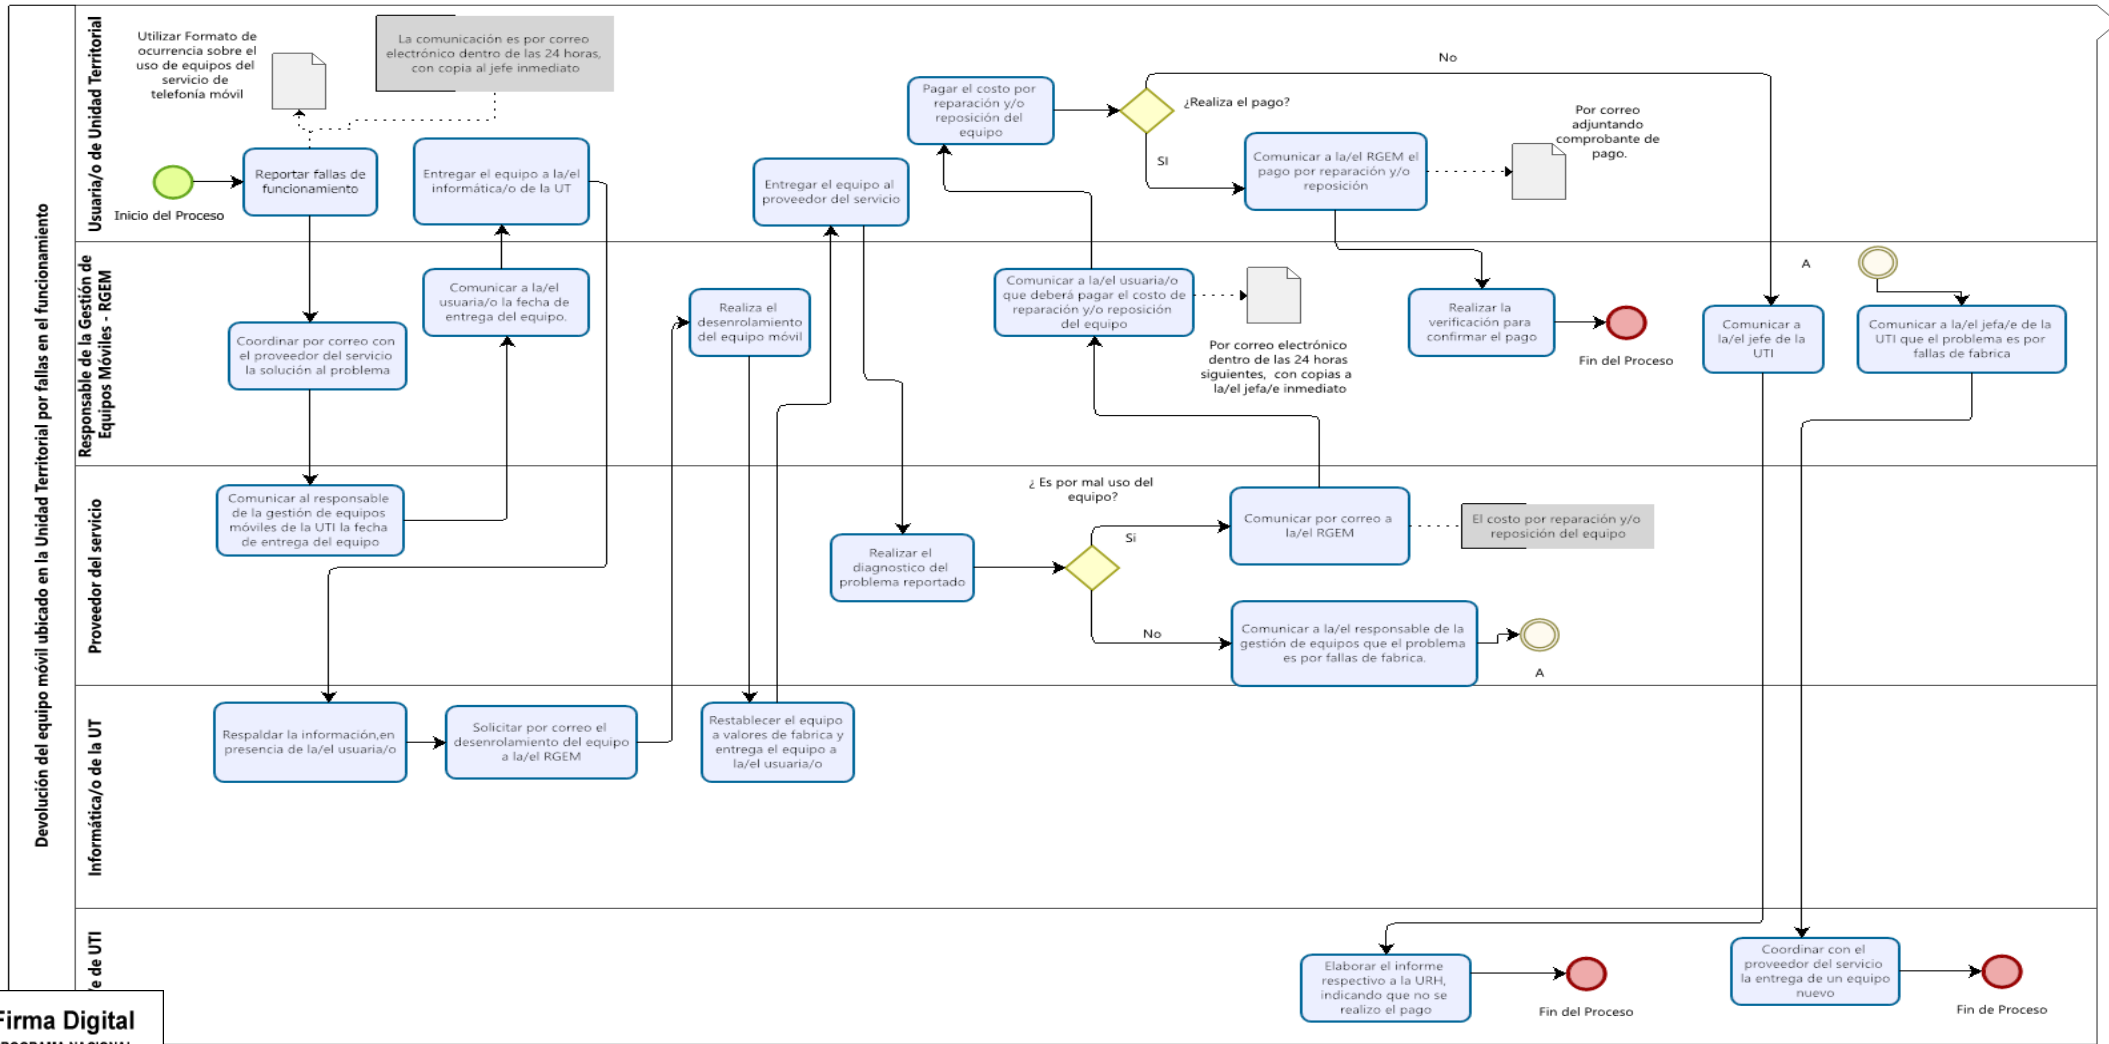 Devolución del equipo móvil ubicado en la Unidad Territorial por fallas en el funcionamiento
Usuaria/o de Unidad Territorial
Utilizar Formato de
ocurrencia sobre el
uso de equipos del
servicio de
telefonía móvil
La comunicación es por correo
electrónico dentro de las 24 horas,
con copia al jefe inmediato
Inicio del Proceso
Reportar fallas de
funcionamiento
Entregar el equipo a la/el
informática/o de la UT
Entregar el equipo al
proveedor del servicio
Pagar el costo por
reparación y/o
reposición del
equipo
¿Realiza el pago?
No
SI
Comunicar a la/el RGEM el
pago por reparación y/o
reposición
Por correo
adjuntando
comprobante de
pago.
Responsable de la Gestión de
Equipos Móviles - RGEM
Coordinar por correo con
el proveedor del servicio
la solución al problema
Comunicar a la/el
usuaria/o la fecha de
entrega del equipo.
Realiza el
desenrolamiento
del equipo móvil
Comunicar a la/el usuaria/o
que deberá pagar el costo de
reparación y/o reposición
del equipo
Por correo electrónico
dentro de las 24 horas
siguientes, con copias a
la/el jefa/e inmediato
Realizar la
verificación para
confirmar el pago
Fin del Proceso
Comunicar a
la/el jefe de la
UTI
A
Comunicar a la/el jefa/e de la
UTI que el problema es por
fallas de fabrica
Proveedor del servicio
Comunicar al responsable
de la gestión de equipos
móviles de la UTI la fecha
de entrega del equipo
Realizar el
diagnostico del
problema reportado
¿ Es por mal uso del
equipo?
Si
No
Comunicar por correo a
la/el RGEM
El costo por reparación y/o
reposición del equipo
Comunicar a la/el responsable de la
gestión de equipos que el problema
es por fallas de fabrica.
A
Informática/o de la UT
Respaldar la información,en
presencia de la/el usuaria/o
Solicitar por correo el
desenrolamiento del equipo
a la/el RGEM
Restablecer el equipo
a valores de fabrica y
entrega el equipo a
la/el usuaria/o
de UTI
Elaborar el informe
respectivo a la URH,
indicando que no se
realizo el pago
Fin del Proceso
Coordinar con el
proveedor del servicio
la entrega de un equipo
nuevo
Fin de Proceso
Firma Digital